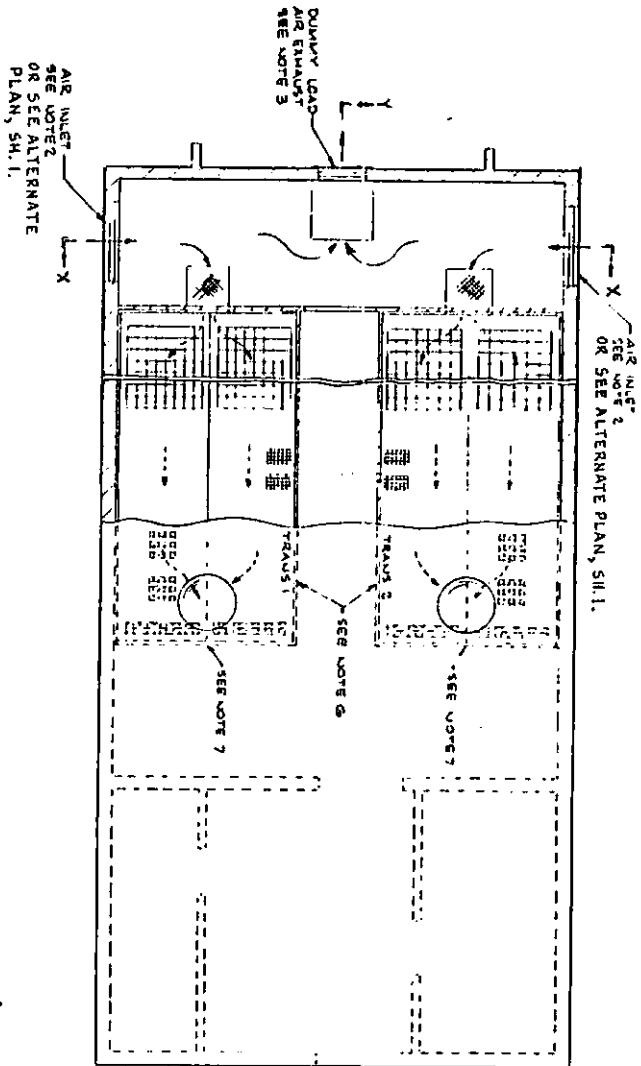 DUMMY LOAD
AIR EXHAUST
SEE NOTE 3
Y
AIR INLET
SEE NOTE 2
OR SEE ALTERNATE
PLAN, SH. 1.
X
X
AIR INLET
SEE NOTE 2
OR SEE ALTERNATE PLAN, SH. 1.
TRANS 1
TRANS 2
SEE NOTE 6
SEE NOTE 7
SEE NOTE 7